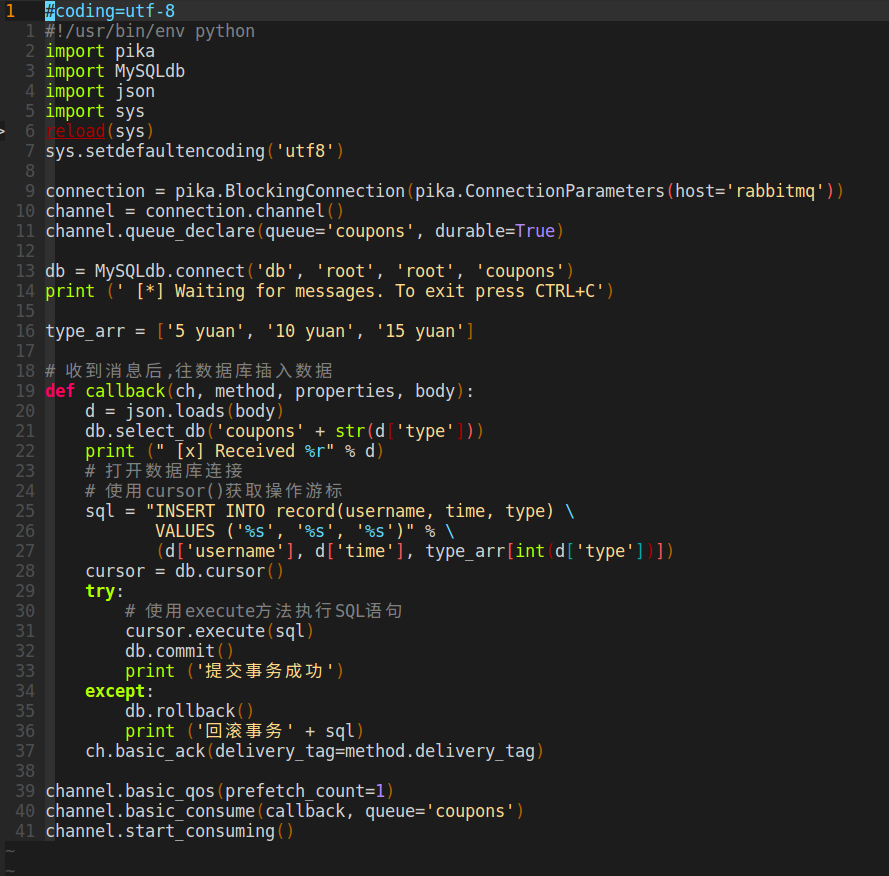 1 #coding=utf-8
1 #!/usr/bin/env python
2 import pika
3 import MySQLdb
4 import json
5 import sys
> 6 reload(sys)
7 sys.setdefaultencoding('utf8')
8
9 connection = pika.BlockingConnection(pika.ConnectionParameters(host='rabbitmq'))
10 channel = connection.channel()
11 channel.queue_declare(queue='coupons', durable=True)
12
13 db = MySQLdb.connect('db', 'root', 'root', 'coupons')
14 print (' [*] Waiting for messages. To exit press CTRL+C')
15
16 type_arr = ['5 yuan', '10 yuan', '15 yuan']
17
18 # 收到消息后,往数据库插入数据
19 def callback(ch, method, properties, body):
20     d = json.loads(body)
21     db.select_db('coupons' + str(d['type']))
22     print (" [x] Received %r" % d)
23     # 打开数据库连接
24     # 使用cursor()获取操作游标
25     sql = "INSERT INTO record(username, time, type) \
26            VALUES ('%s', '%s', '%s')" % \
27            (d['username'], d['time'], type_arr[int(d['type'])])
28     cursor = db.cursor()
29     try:
30         # 使用execute方法执行SQL语句
31         cursor.execute(sql)
32         db.commit()
33         print ('提交事务成功')
34     except:
35         db.rollback()
36         print ('回滚事务' + sql)
37     ch.basic_ack(delivery_tag=method.delivery_tag)
38
39 channel.basic_qos(prefetch_count=1)
40 channel.basic_consume(callback, queue='coupons')
41 channel.start_consuming()
~
~